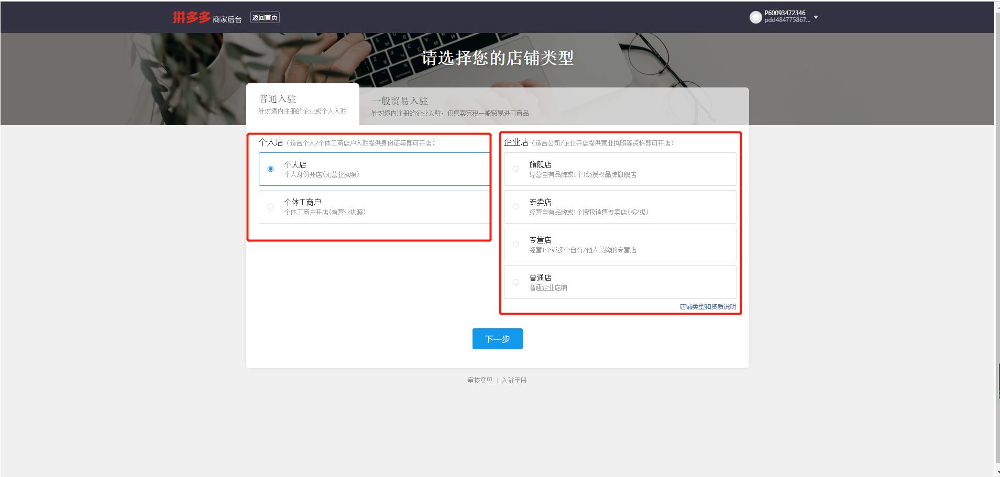 拼多多 商家后台 返回首页
P60093472346
pdd484775867...
请选择您的店铺类型
普通入驻
针对境内注册的企业或个人入驻
一般贸易入驻
针对境内注册的企业入驻，仅售卖完税一般贸易进口商品
个人店（适合个人/个体工商店户入驻提供身份证等即可开店）
个人店
个人身份开店(无营业执照)
个体工商户
个体工商户开店(有营业执照)
企业店（适合公司/企业开店提供营业执照等资料即可开店）
旗舰店
经营自有品牌或1个1级授权品牌旗舰店
专卖店
经营自有品牌或1个授权销售专卖店(≤2级)
专营店
经营1个或多个自有/他人品牌的专营店
普通店
普通企业店铺
店铺类型和资质说明
下一步
审核意见 | 入驻手册